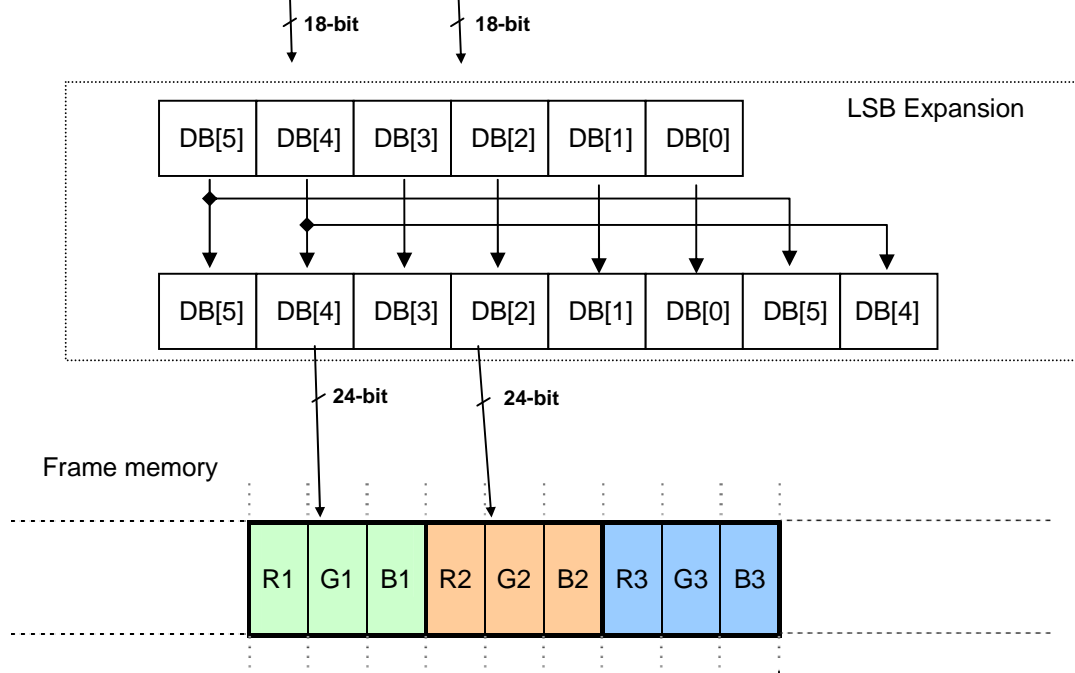 18-bit 18-bit
LSB Expansion
DB[5] DB[4] DB[3] DB[2] DB[1] DB[0]
DB[5] DB[4] DB[3] DB[2] DB[1] DB[0] DB[5] DB[4]
24-bit 24-bit
Frame memory
R1 G1 B1 R2 G2 B2 R3 G3 B3